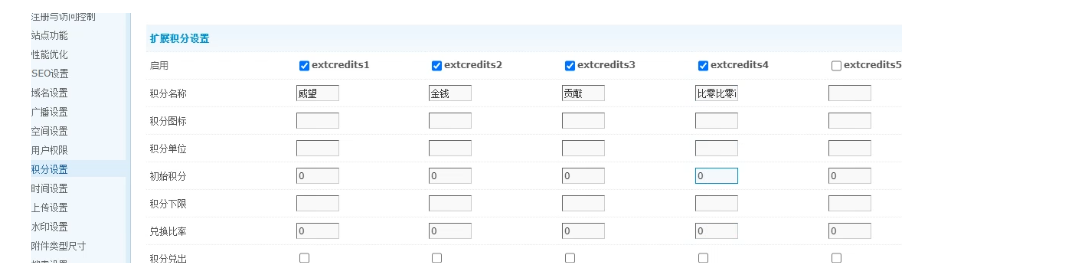 注册与访问控制
站点功能
性能优化
SEO设置
域名设置
广播设置
空间设置
用户权限
积分设置
时间设置
上传设置
水印设置
附件类型尺寸
扩展积分设置
启用 extcredits1 extcredits2 extcredits3 extcredits4 extcredits5
积分名称 威望 金钱 贡献 比零比零
积分图标
积分单位
初始积分 0 0 0 0 0
积分下限
兑换比率 0 0 0 0 0
积分兑出